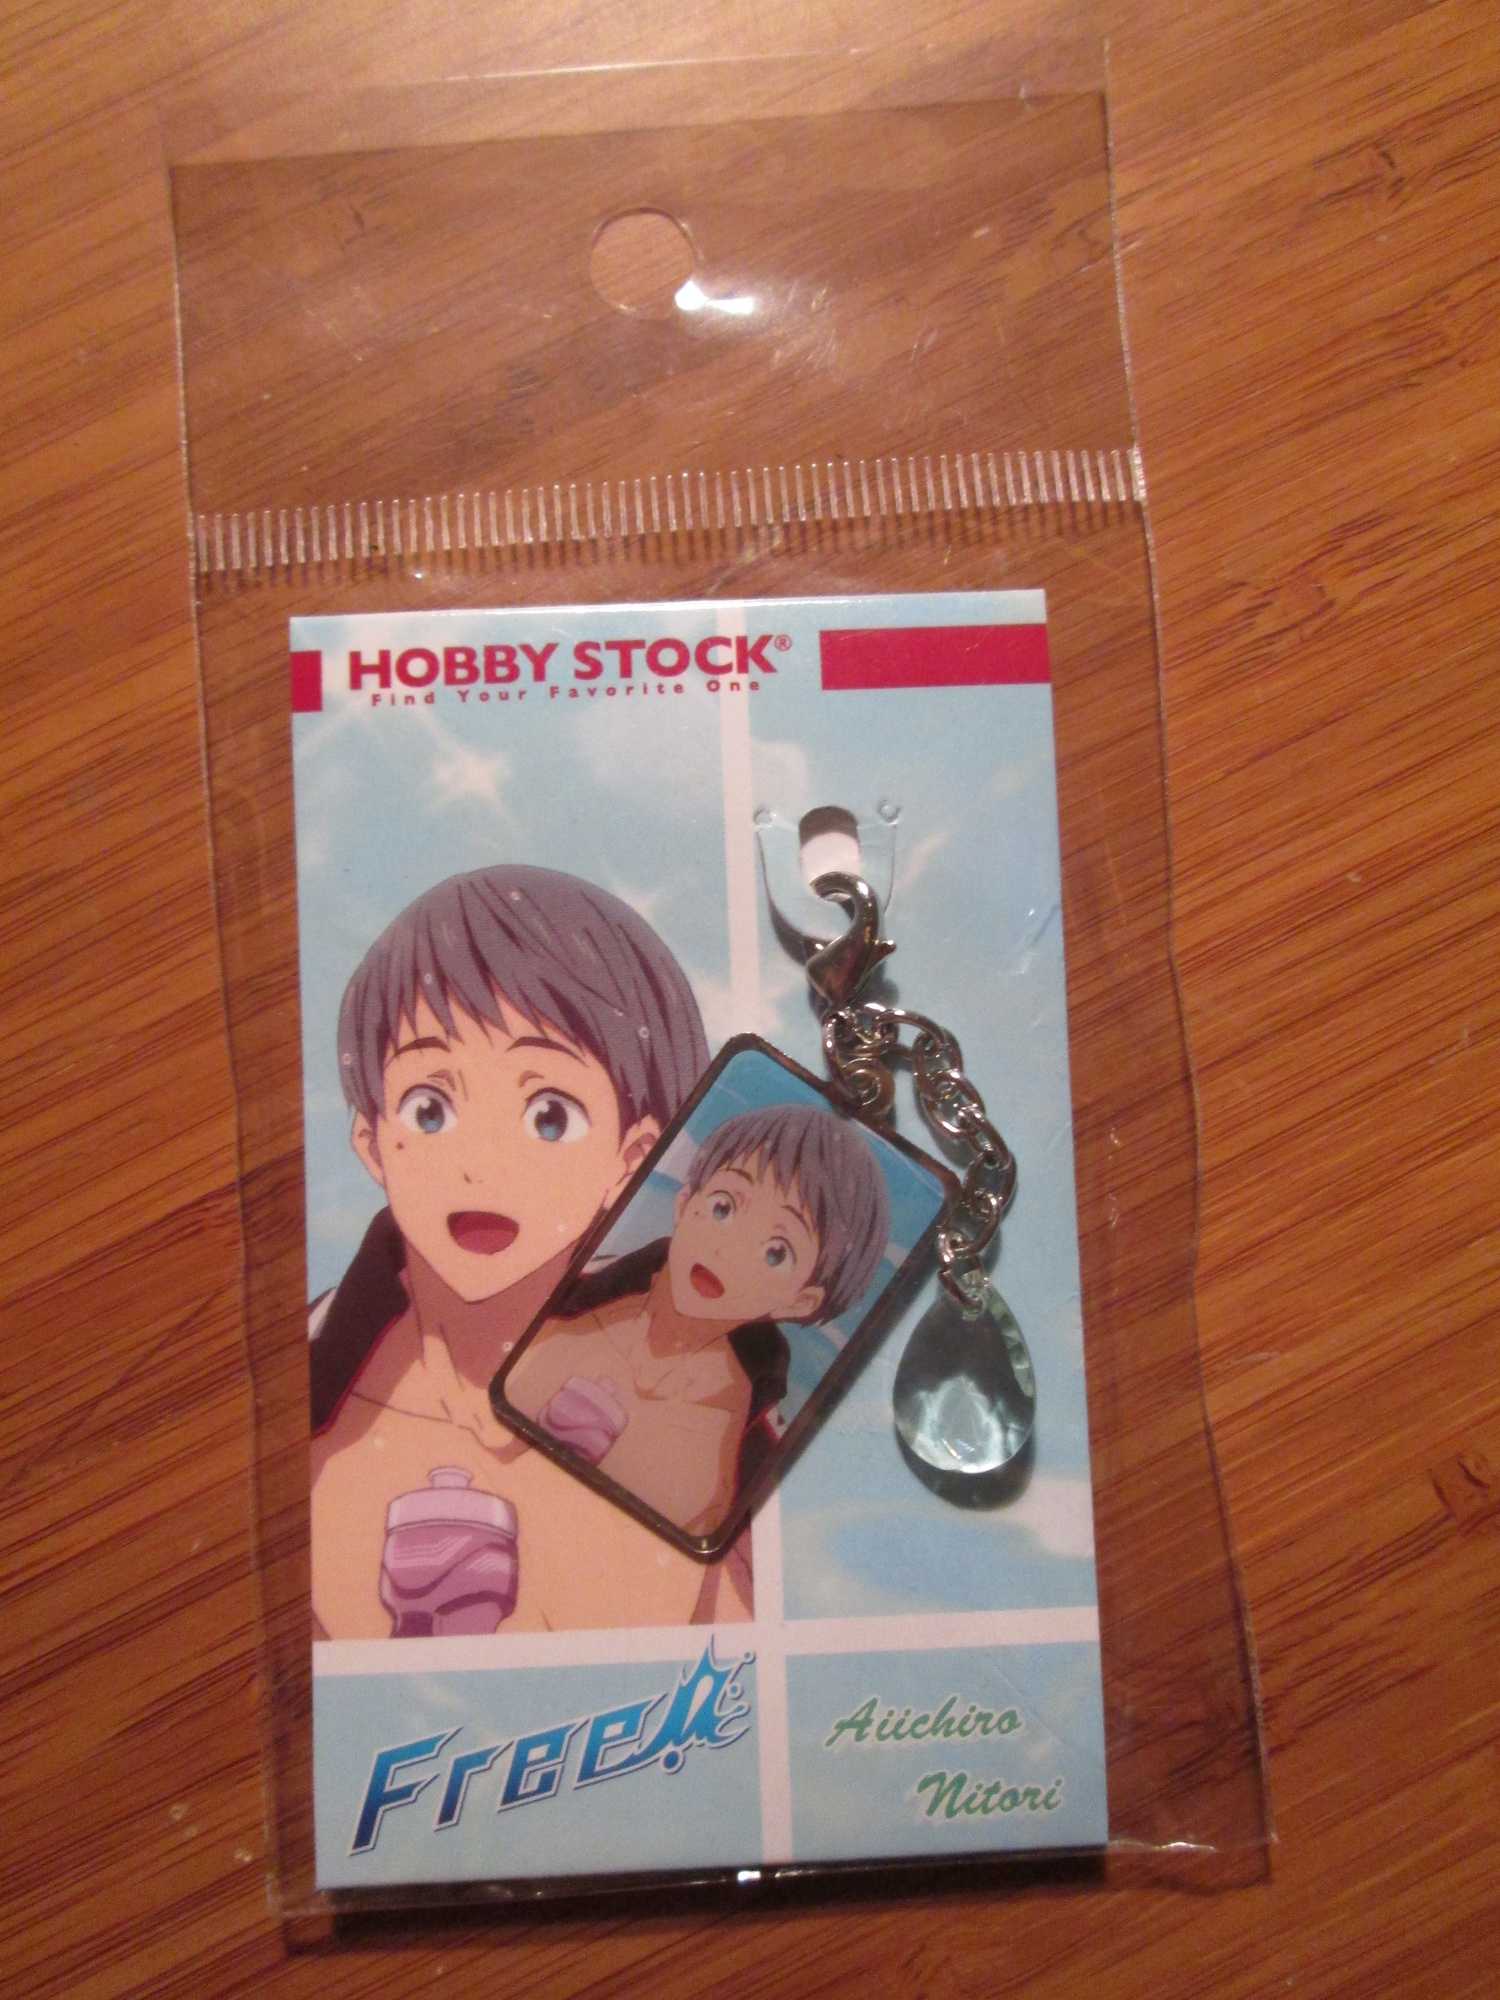 HOBBY STOCK®
Find Your Favorite One
Free!
Aiichiro
Nitori